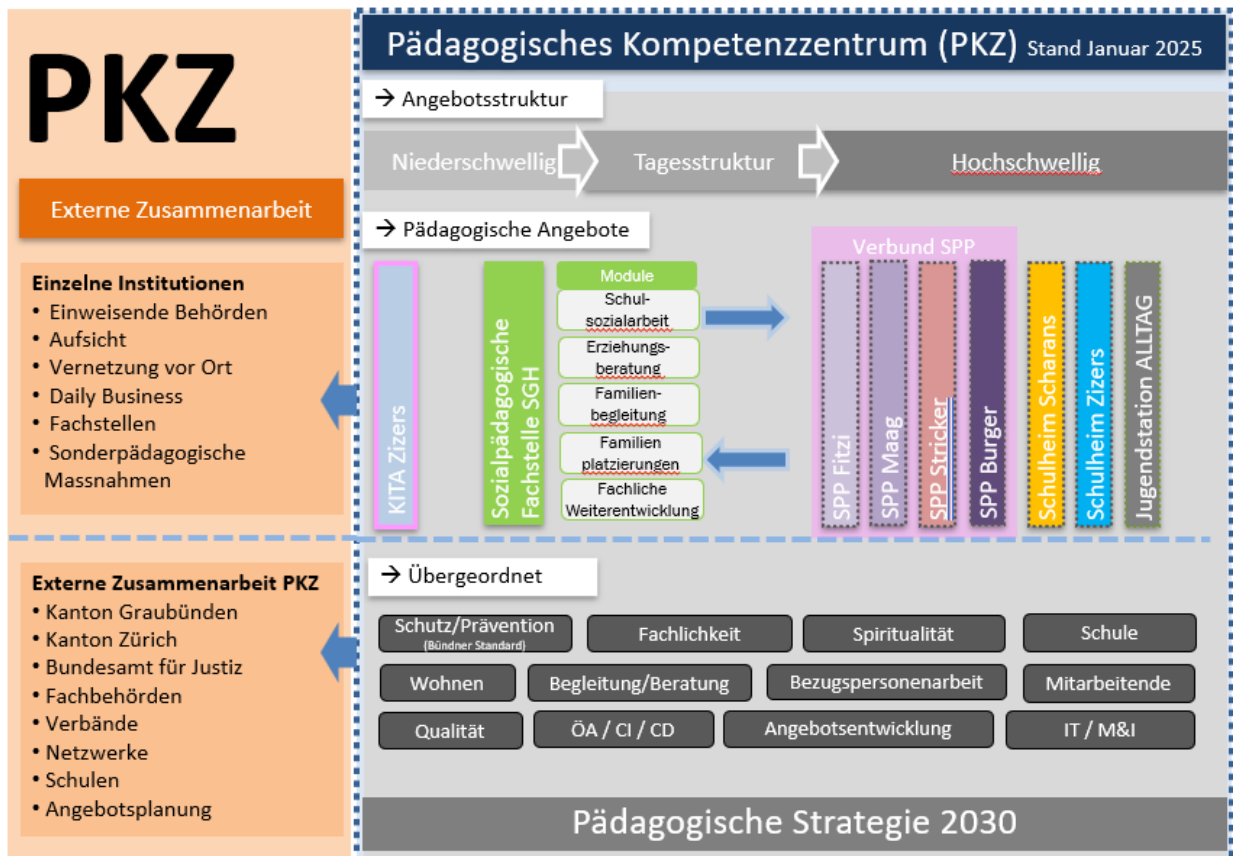 PKZ
Externe Zusammenarbeit
Einzelne Institutionen
• Einweisende Behörden
• Aufsicht
• Vernetzung vor Ort
• Daily Business
• Fachstellen
• Sonderpädagogische
Massnahmen
Externe Zusammenarbeit PKZ
• Kanton Graubünden
• Kanton Zürich
• Bundesamt für Justiz
• Fachbehörden
• Verbände
• Netzwerke
• Schulen
• Angebotsplanung
Pädagogisches Kompetenzzentrum (PKZ) Stand Januar 2025
→ Angebotsstruktur
Niederschwellig
Tagesstruktur
Hochschwellig
→ Pädagogische Angebote
KITA Zizers
Sozialpädagogische
Fachstelle SGH
Module
Schul-
sozialarbeit
Erziehungs-
beratung
Familien-
begleitung
Familien
platzierungen
Fachliche
Weiterentwicklung
Verbund SPP
SPP Fitzi
SPP Maag
SPP Stricker
SPP Burger
Schulheim Scharans
Schulheim Zizers
Jugendstation ALLTAG
→ Übergeordnet
Schutz/Prävention
(Bündner Standard)
Fachlichkeit
Spiritualität
Schule
Wohnen
Begleitung/Beratung
Bezugspersonenarbeit
Mitarbeitende
Qualität
ÖA / CI / CD
Angebotsentwicklung
IT / M&I
Pädagogische Strategie 2030